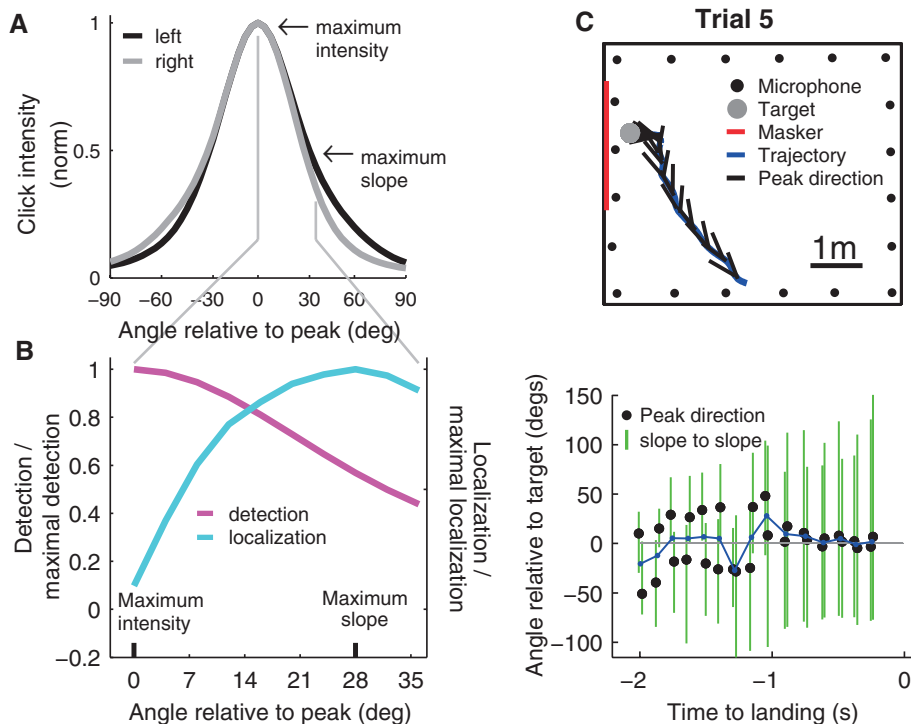 A
Click intensity
(norm)
1
0.5
0
left
right
maximum
intensity
maximum
slope
−90
−60
−30
0
30
60
90
Angle relative to peak (deg)
B
Detection /
maximal detection
1
0.8
0.6
0.4
0.2
0
−0.2
detection
localization
Maximum
intensity
Maximum
slope
0
7
14
21
28
35
Angle relative to peak (deg)
Localization /
maximal localization
C
Trial 5
Microphone
Target
Masker
Trajectory
Peak direction
1m
Angle relative to target (degs)
150
100
50
0
−50
−100
Peak direction
slope to slope
−2
−1
0
Time to landing (s)